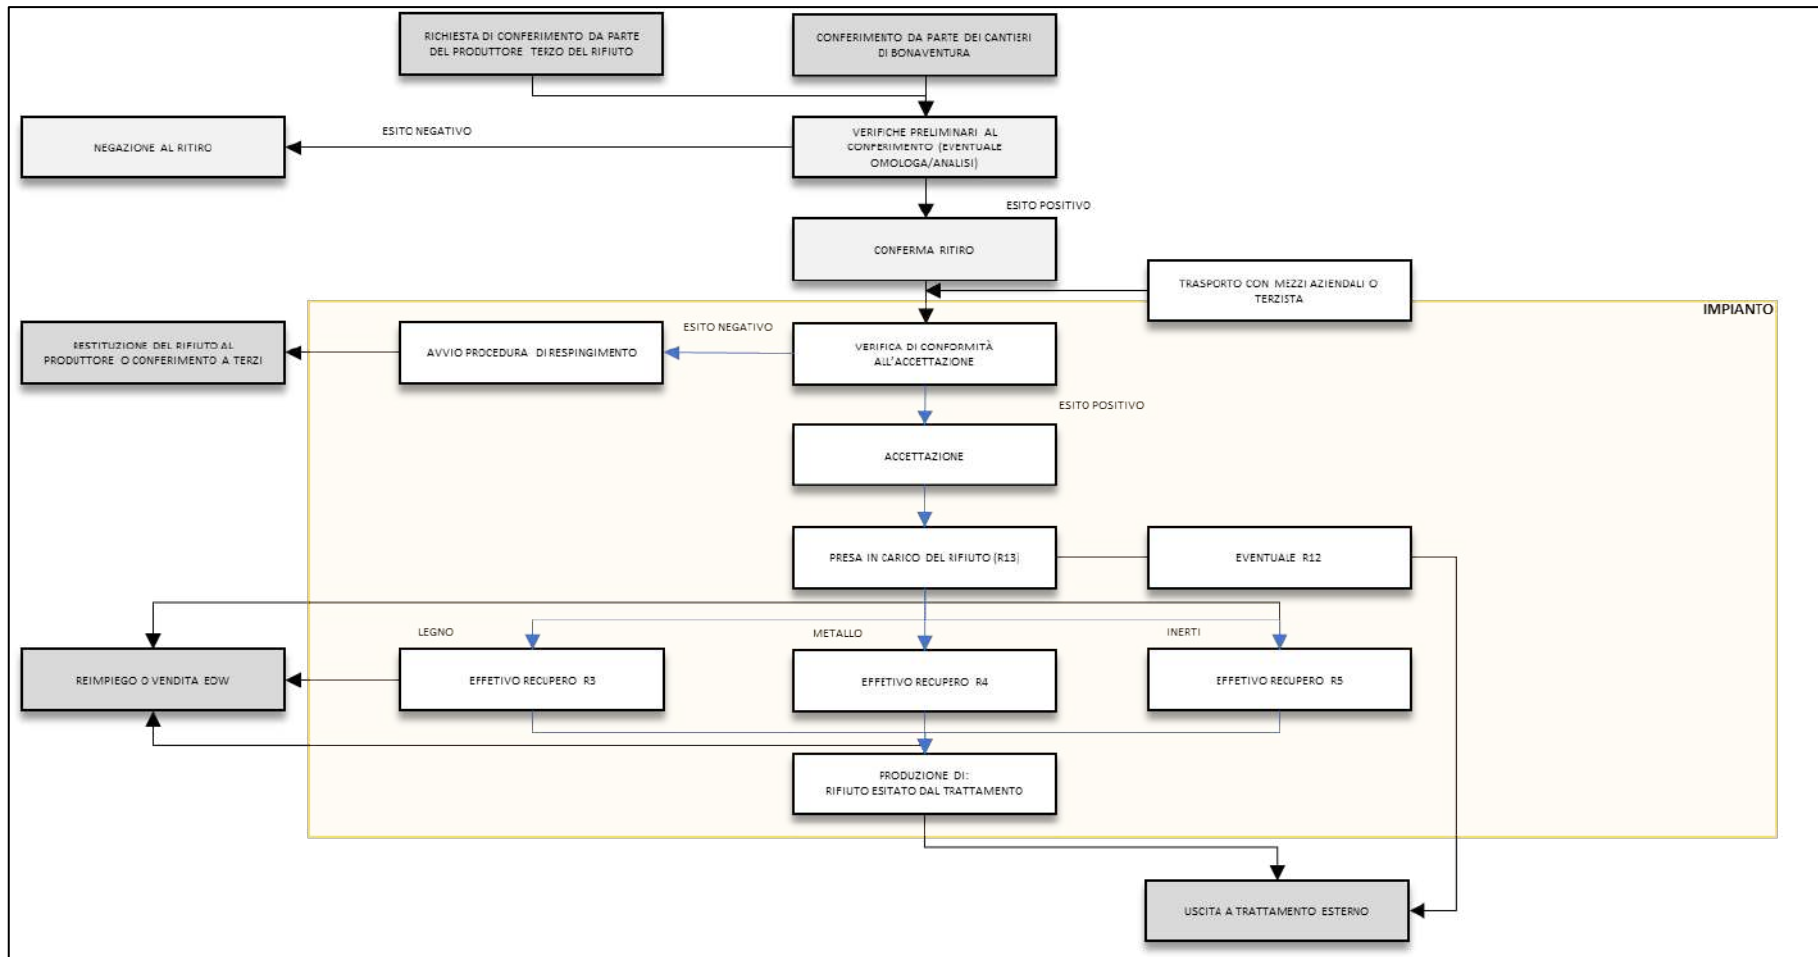 RICHIESTA DI CONFERIMENTO DA PARTE
DEL PRODUTTORE TERZO DEL RIFIUTO
CONFERIMENTO DA PARTE DEI CANTIERI
DI BONAVENTURA
NEGAZIONE AL RITIRO
ESITO NEGATIVO
VERIFICHE PRELIMINARI AL
CONFERIMENTO (EVENTUALE
OMOLOGA/ANALISI)
ESITO POSITIVO
CONFERMA RITIRO
TRASPORTO CON MEZZI AZIENDALI O
TERZISTA
IMPIANTO
RESTITUZIONE DEL RIFIUTO AL
PRODUTTORE O CONFERIMENTO A TERZI
AVVIO PROCEDURA DI RESPINGIMENTO
ESITO NEGATIVO
VERIFICA DI CONFORMITÀ
ALL'ACCETTAZIONE
ESITO POSITIVO
ACCETTAZIONE
PRESA IN CARICO DEL RIFIUTO (R13)
EVENTUALE R12
LEGNO
METALLO
INERTI
REIMPIEGO O VENDITA EOW
EFFETIVO RECUPERO R3
EFFETIVO RECUPERO R4
EFFETIVO RECUPERO R5
PRODUZIONE DI:
RIFIUTO ESITATO DAL TRATTAMENTO
USCITA A TRATTAMENTO ESTERNO